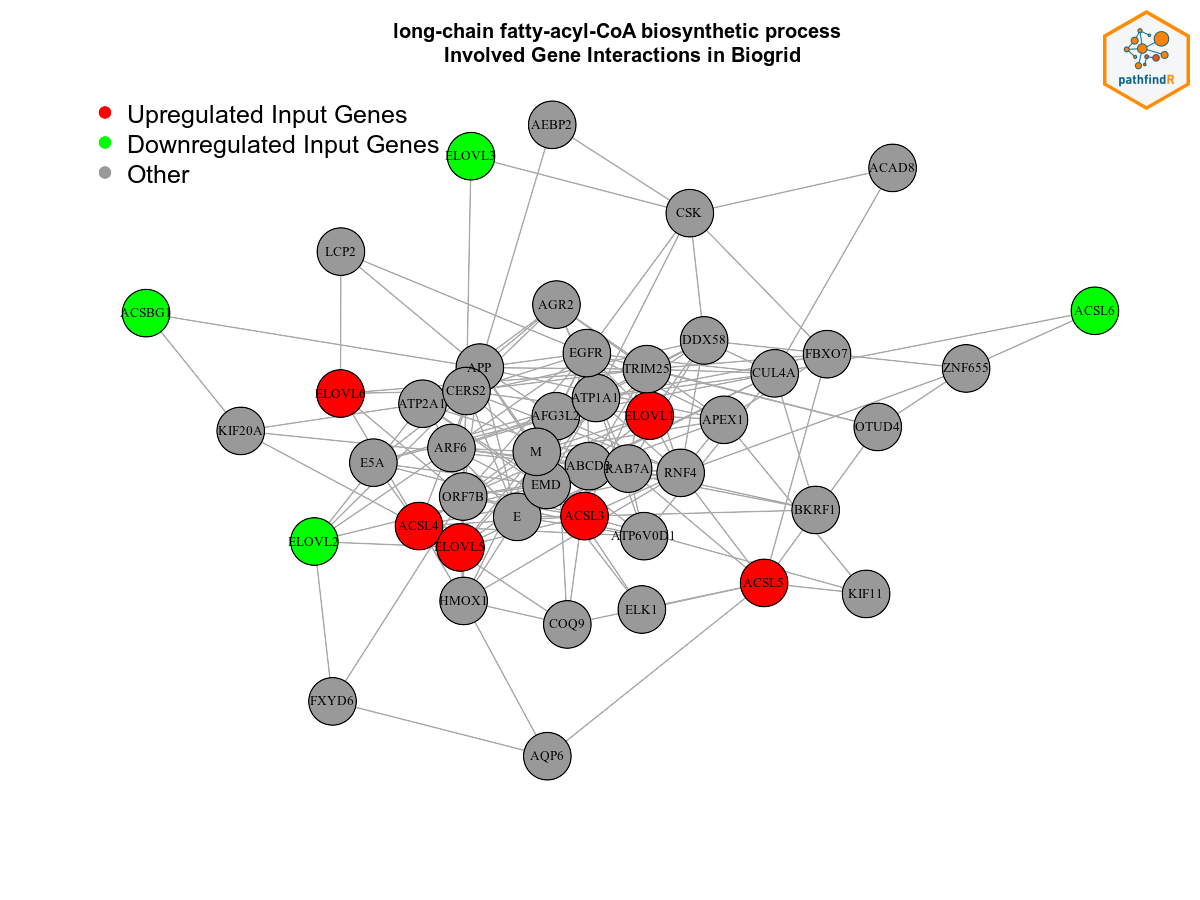 long-chain fatty-acyl-CoA biosynthetic process
Involved Gene Interactions in Biogrid
pathfindR
Upregulated Input Genes
Downregulated Input Genes
Other
AEBP2
ELOVL3
ACAD8
CSK
LCP2
AGR2
ACSBG1
ACSL6
DDX58
EGFR
FBXO7
APP
TRIM25
CUL4A
ZNF655
CERS2
ELOVL6
ATP2A1
ATP1A1
AFG3L2
ELOVL1
APEX1
KIF20A
OTUD4
ARF6
M
E5A
ABCD3
RAB7A
RNF4
EMD
ORF7B
BKRF1
E
ACSL3
ACSL4
ATP6V0D1
ELOVL2
ELOVL5
ACSL5
KIF11
HMOX1
ELK1
COQ9
FXYD6
AQP6